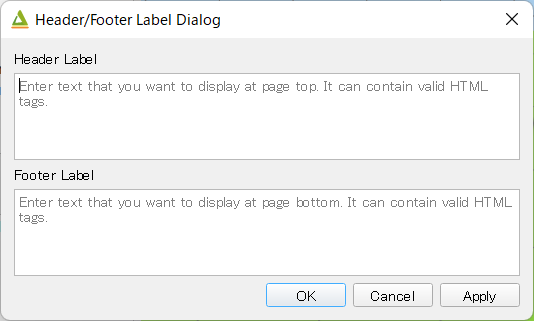 Header/Footer Label Dialog
Header Label
Enter text that you want to display at page top. It can contain valid HTML
tags.
Footer Label
Enter text that you want to display at page bottom. It can contain valid HTML
tags.
OK Cancel Apply